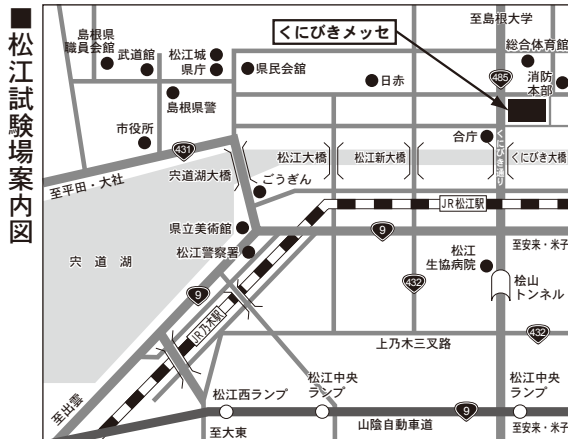 ■松江試験場案内図
至島根大学
島根県
職員会館
武道館
松江城
県庁
県民会館
くにびきメッセ
総合体育館
485
消防
本部
日赤
島根県警
市役所
431
合庁
くにびき通り
松江大橋
松江新大橋
くにびき大橋
宍道湖大橋
ごうぎん
至平田・大社
JR松江駅
県立美術館
9
松江警察署
至安来・米子
宍道湖
松江
生協病院
桧山
トンネル
9
432
JR乃木駅
432
上乃木三叉路
至出雲
松江西ランプ
松江中央
ランプ
松江中央
ランプ
9
至大東
山陰自動車道
至安来・米子